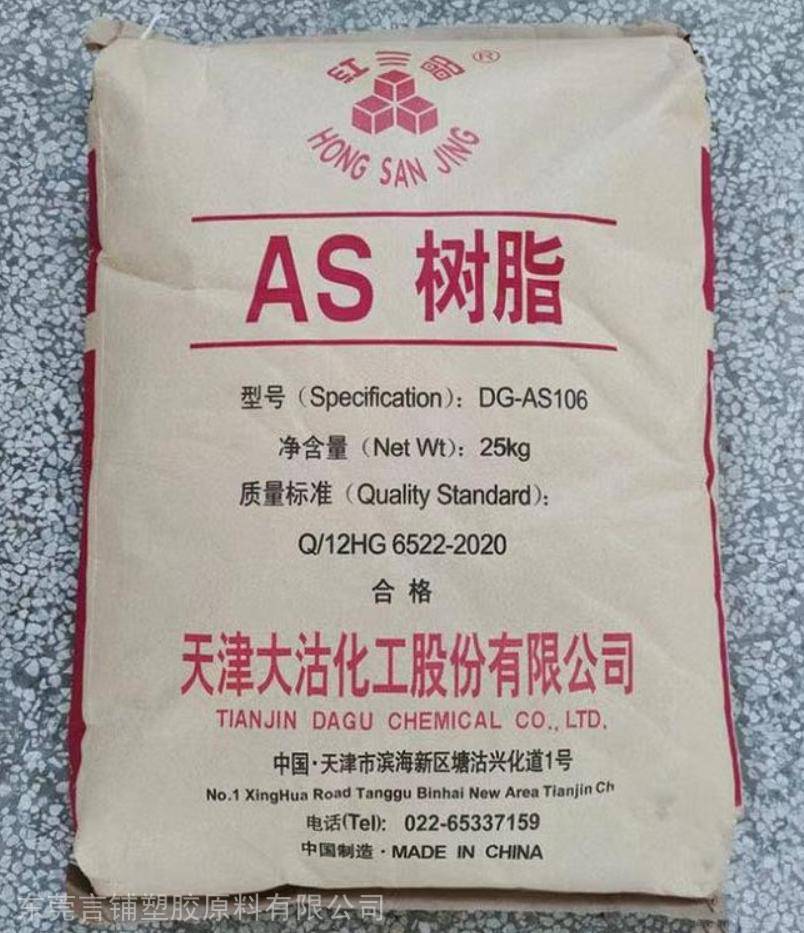 红三晶®
HONG SAN JING
AS 树脂
型号（Specification）：DG-AS106
净含量（Net Wt）：25kg
质量标准（Quality Standard）：
Q/12HG 6522-2020
合 格
天津大沽化工股份有限公司
TIANJIN DAGU CHEMICAL CO., LTD.
中国·天津市滨海新区塘沽兴化道1号
No.1 XingHua Road Tanggu Binhai New Area Tianjin Ch
电话(Tel): 022-65337159
中国制造·MADE IN CHINA
东莞言铺塑胶原料有限公司